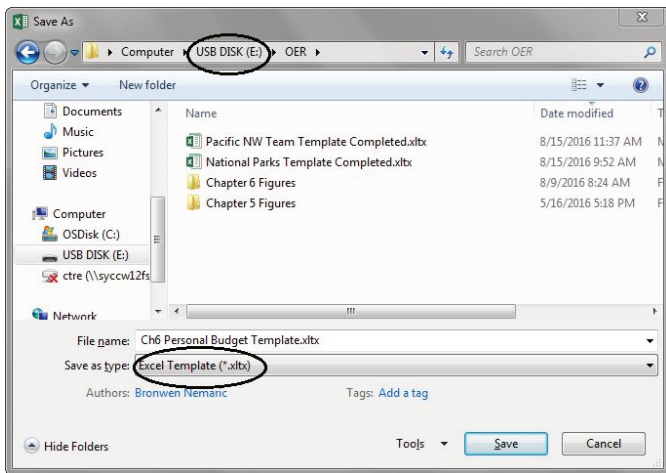 Save As
Computer ▸ USB DISK (E:) ▸ OER ▸ Search OER
Organize ▾ New folder
Documents
Music
Pictures
Videos
Computer
OSDisk (C:)
USB DISK (E:)
ctre (\\syccw12fs
Network
Name Date modified T
Pacific NW Team Template Completed.xltx 8/15/2016 11:37 AM M
National Parks Template Completed.xltx 8/15/2016 9:52 AM M
Chapter 6 Figures 8/9/2016 8:24 AM F
Chapter 5 Figures 5/16/2016 5:18 PM F
File name: Ch6 Personal Budget Template.xltx
Save as type: Excel Template (*.xltx)
Authors: Bronwen Nemaric Tags: Add a tag
Hide Folders Tools ▾ Save Cancel